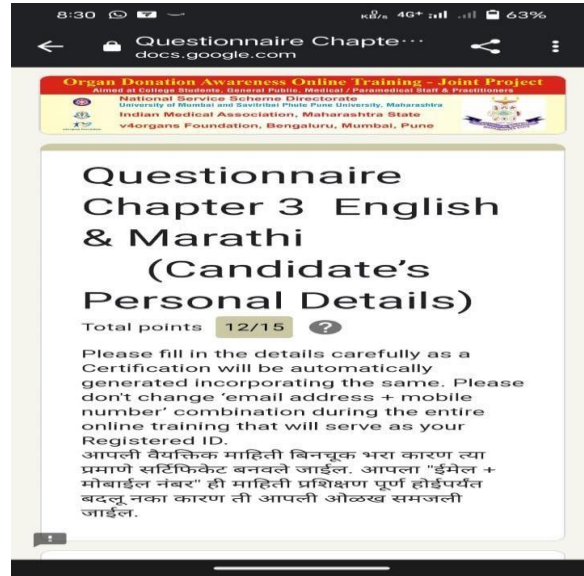 8:30
KB/s 4G+ 63%
Questionnaire Chapte...
docs.google.com
Organ Donation Awareness Online Training - Joint Project
Aimed at College Students, General Public, Medical / Paramedical Staff & Practitioners
National Service Scheme Directorate
University of Mumbai and Savitribai Phule Pune University, Maharashtra
Indian Medical Association, Maharashtra State
v4organs Foundation, Bengaluru, Mumbai, Pune
Questionnaire
Chapter 3 English
& Marathi
(Candidate's
Personal Details)
Total points 12/15 ?
Please fill in the details carefully as a
Certification will be automatically
generated incorporating the same. Please
don't change 'email address + mobile
number' combination during the entire
online training that will serve as your
Registered ID.
आपली वैयक्तिक माहिती बिनचूक भरा कारण त्या
प्रमाणे सर्टिफिकेट बनवले जाईल. आपला "ईमेल +
मोबाईल नंबर" ही माहिती प्रशिक्षण पूर्ण होईपर्यंत
बदलू नका कारण ती आपली ओळख समजली
जाईल.